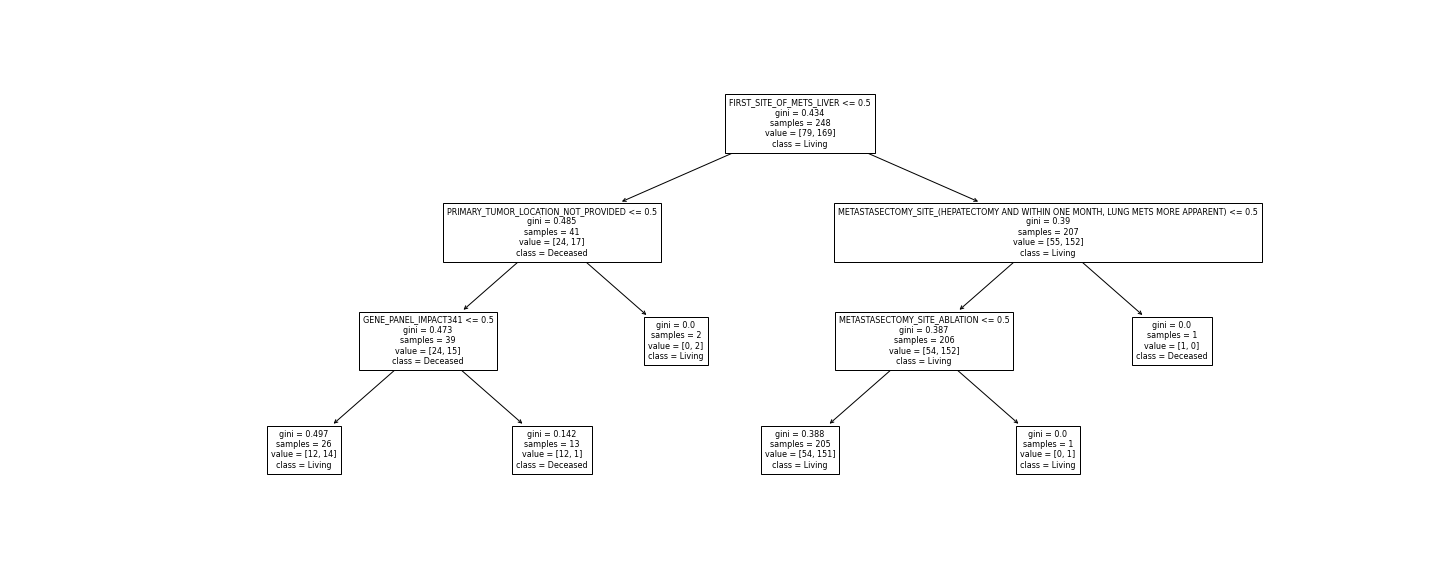 FIRST_SITE_OF_METS_LIVER <= 0.5
gini = 0.434
samples = 248
value = [79, 169]
class = Living
PRIMARY_TUMOR_LOCATION_NOT_PROVIDED <= 0.5
gini = 0.485
samples = 41
value = [24, 17]
class = Deceased
METASTASECTOMY_SITE_(HEPATECTOMY AND WITHIN ONE MONTH, LUNG METS MORE APPARENT) <= 0.5
gini = 0.39
samples = 207
value = [55, 152]
class = Living
GENE_PANEL_IMPACT341 <= 0.5
gini = 0.473
samples = 39
value = [24, 15]
class = Deceased
gini = 0.0
samples = 2
value = [0, 2]
class = Living
METASTASECTOMY_SITE_ABLATION <= 0.5
gini = 0.387
samples = 206
value = [54, 152]
class = Living
gini = 0.0
samples = 1
value = [1, 0]
class = Deceased
gini = 0.497
samples = 26
value = [12, 14]
class = Living
gini = 0.142
samples = 13
value = [12, 1]
class = Deceased
gini = 0.388
samples = 205
value = [54, 151]
class = Living
gini = 0.0
samples = 1
value = [0, 1]
class = Living